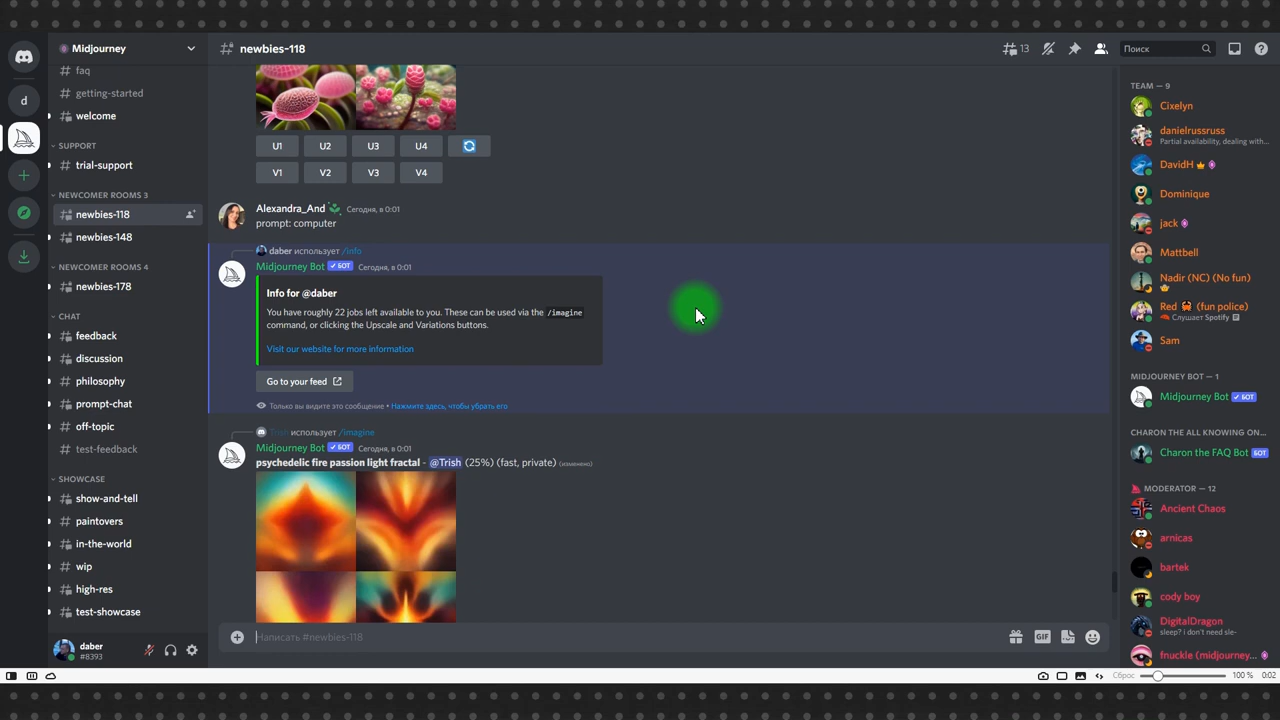 Midjourney
faq
getting-started
welcome
SUPPORT
trial-support
NEWCOMER ROOMS 3
newbies-118
newbies-148
NEWCOMER ROOMS 4
newbies-178
CHAT
feedback
discussion
philosophy
prompt-chat
off-topic
test-feedback
SHOWCASE
show-and-tell
paintovers
in-the-world
wip
high-res
test-showcase
daber
#8393
d
newbies-118
13
Поиск
U1 U2 U3 U4
V1 V2 V3 V4
Alexandra_And Сегодня, в 0:01
prompt: computer
daber использует /info
Midjourney Bot ✓ БОТ Сегодня, в 0:01
Info for @daber
You have roughly 22 jobs left available to you. These can be used via the /imagine
command, or clicking the Upscale and Variations buttons.
Visit our website for more information
Go to your feed
Только вы видите это сообщение • Нажмите здесь, чтобы убрать его
Trish использует /imagine
Midjourney Bot ✓ БОТ Сегодня, в 0:01
psychedelic fire passion light fractal - @Trish (25%) (fast, private) (изменено)
Написать #newbies-118
GIF
TEAM — 9
Cixelyn
danielrussruss
Partial availability, dealing with...
DavidH
Dominique
jack
Mattbell
Nadir (NC) (No fun)
Red (fun police)
Слушает Spotify
Sam
MIDJOURNEY BOT — 1
Midjourney Bot ✓ БОТ
CHARON THE ALL KNOWING ON...
Charon the FAQ Bot БОТ
MODERATOR — 12
Ancient Chaos
arnicas
bartek
cody boy
DigitalDragon
sleep? i don't need sle-
fnuckle (midjourney...
Сброс 100 % 0:02